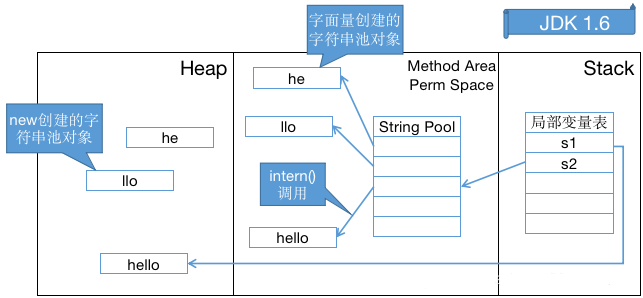 JDK 1.6
字面量创建的
字符串池对象
Heap
Method Area
Perm Space
Stack
he
new创建的字
符串池对象
he
llo
String Pool
局部变量表
s1
s2
llo
intern()
调用
hello
hello